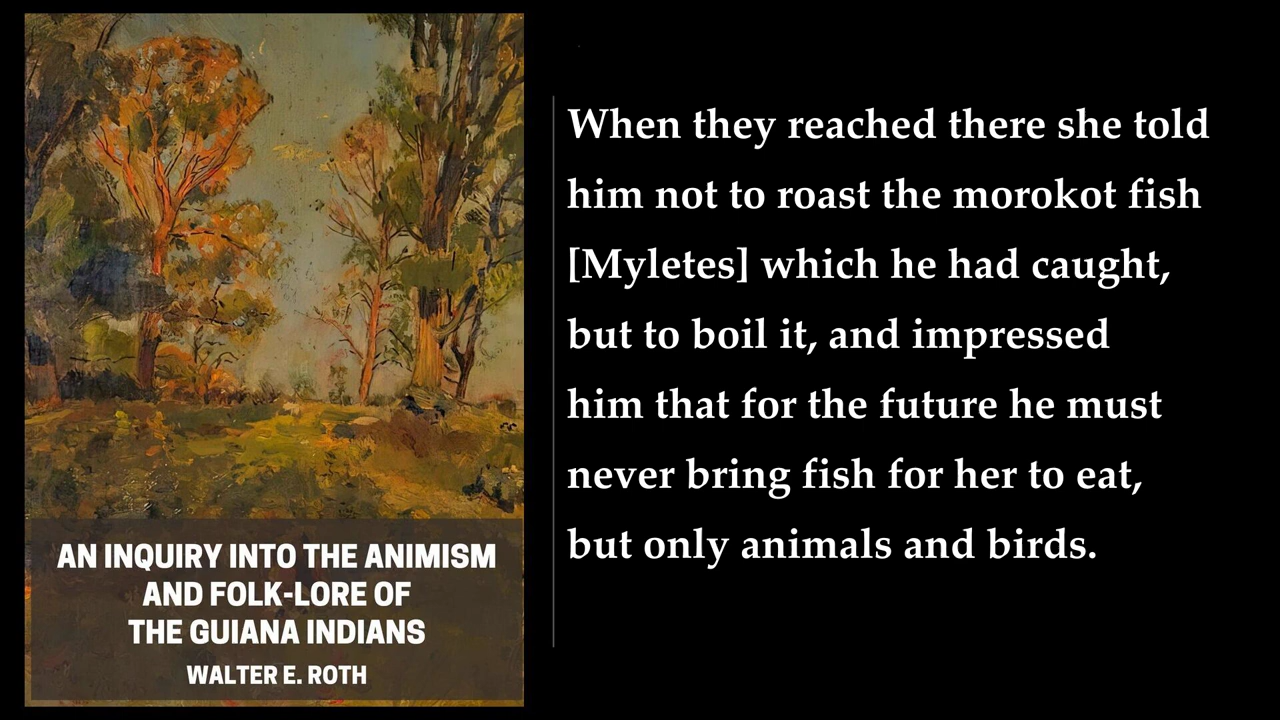 When they reached there she told
him not to roast the morokot fish
[Myletes] which he had caught,
but to boil it, and impressed
him that for the future he must
never bring fish for her to eat,
but only animals and birds.
AN INQUIRY INTO THE ANIMISM
AND FOLK-LORE OF
THE GUIANA INDIANS
WALTER E. ROTH